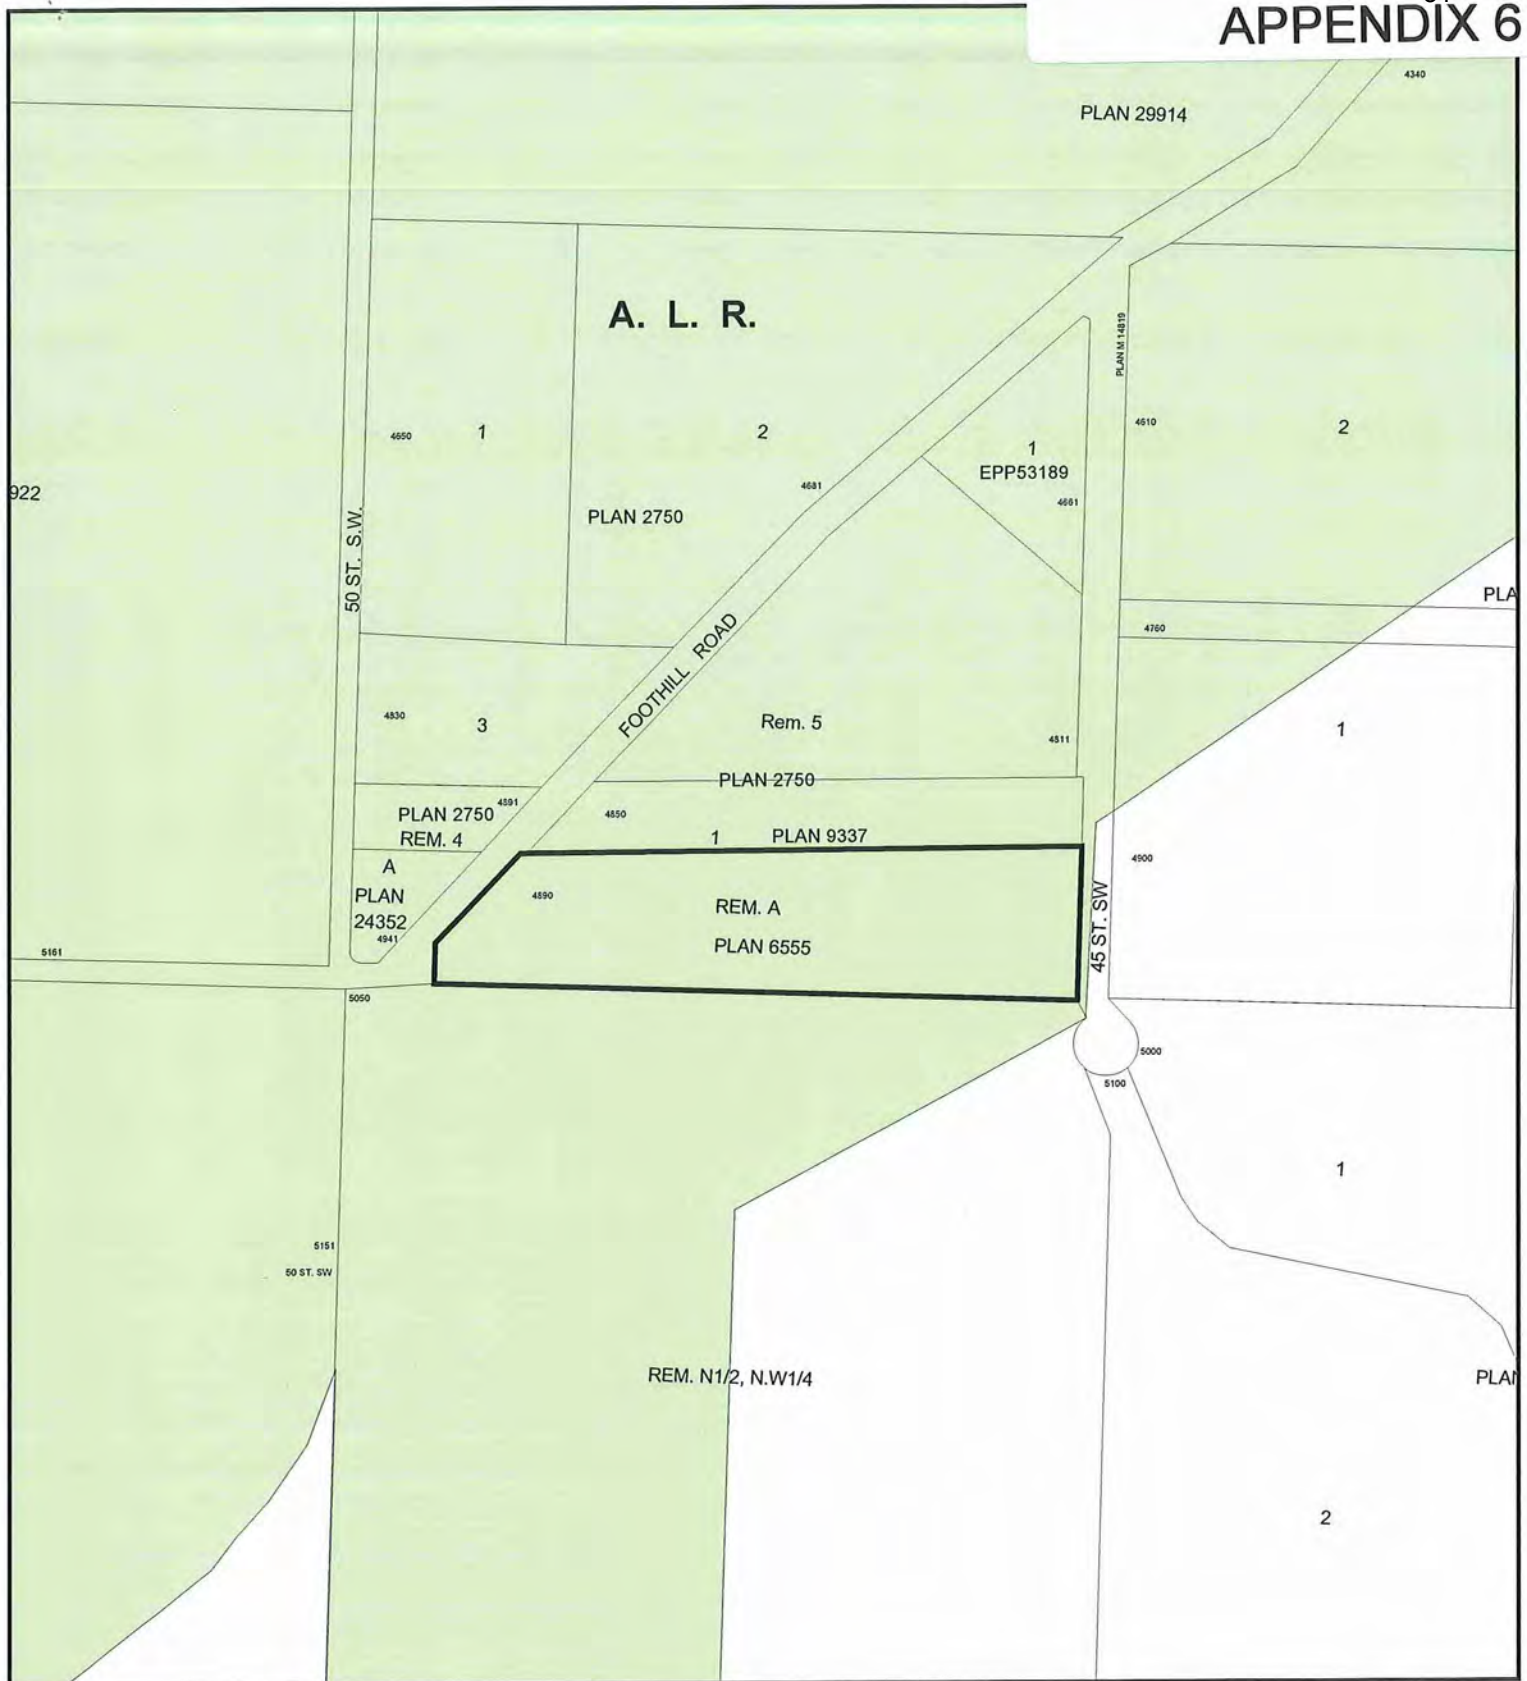 APPENDIX 6
4340
PLAN 29914
A. L. R.
PLAN M 14819
4650
1
2
4610
2
1
EPP53189
922
4681
4661
PLAN 2750
50 ST. S.W.
PLA
4760
FOOTHILL ROAD
4830
3
Rem. 5
4811
1
PLAN 2750
4891
PLAN 2750
REM. 4
4850
1
PLAN 9337
A
PLAN
24352
4941
4890
REM. A
PLAN 6555
4900
45 ST. SW
5161
5050
5000
5100
1
5151
50 ST. SW
REM. N1/2, N.W1/4
PLAN
2